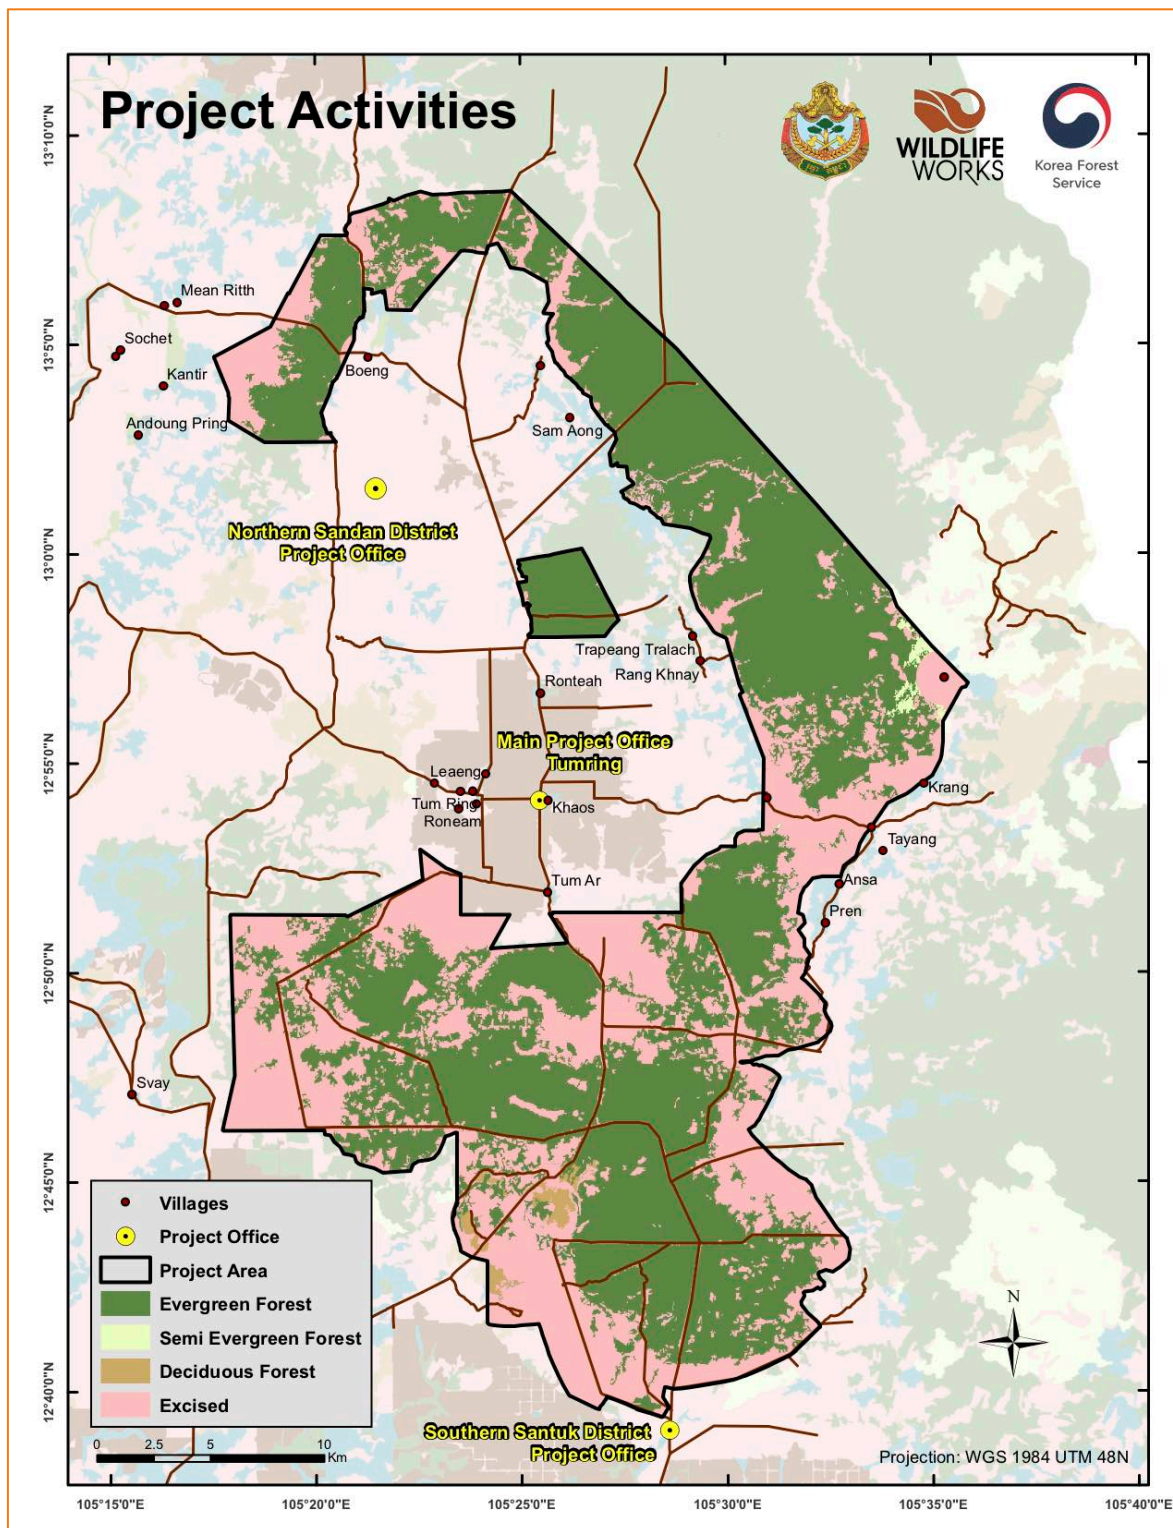 Project Activities
WILDLIFE
WORKS
Korea Forest
Service
13°10'0"N
13°5'0"N
13°0'0"N
12°55'0"N
12°50'0"N
12°45'0"N
12°40'0"N
Mean Ritth
Sochet
Kantir
Boeng
Andoung Pring
Sam Aong
Northern Sandan District
Project Office
Trapeang Tralach
Rang Khnay
Ronteah
Main Project Office
Tumring
Leaeng
Tum Ring
Khaos
Roneam
Krang
Tayang
Tum Ar
Ansa
Pren
Svay
Villages
Project Office
Project Area
Evergreen Forest
Semi Evergreen Forest
Deciduous Forest
Excised
N
Southern Santuk District
Project Office
0 2.5 5 10
Km
Projection: WGS 1984 UTM 48N
105°15'0"E 105°20'0"E 105°25'0"E 105°30'0"E 105°35'0"E 105°40'0"E